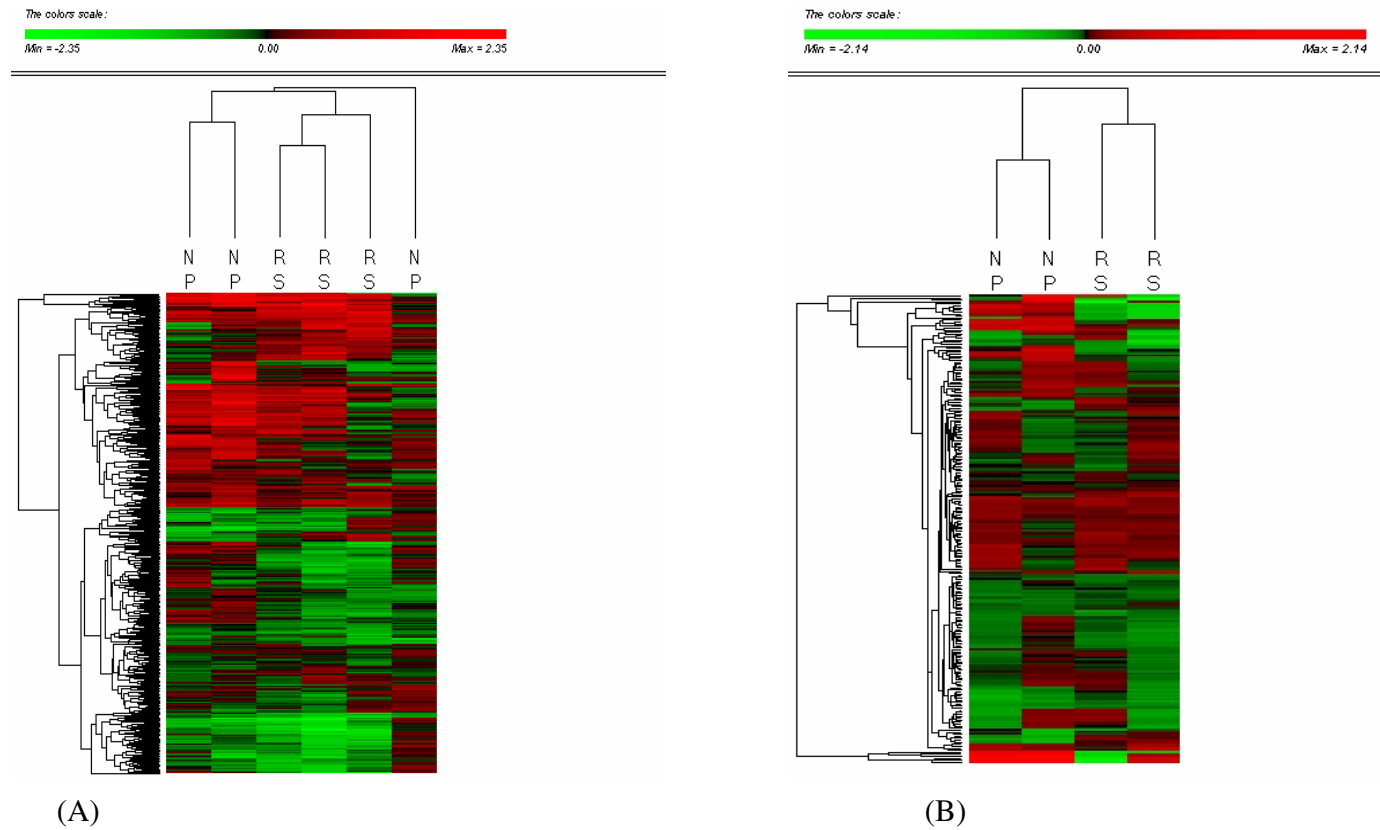 The colors scale:
Min = -2.35 0.00 Max = 2.35
N N R R R N
P P S S S P
(A)
The colors scale:
Min = -2.14 0.00 Max = 2.14
N N R R
P P S S
(B)